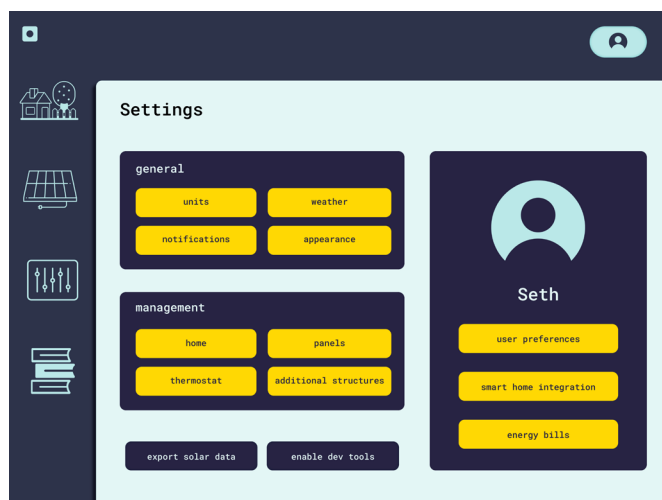 Settings
general
units
weather
notifications
appearance
management
home
panels
thermostat
additional structures
export solar data
enable dev tools
Seth
user preferences
smart home integration
energy bills